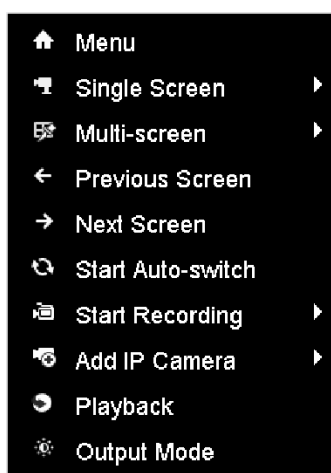 Menu
Single Screen
Multi-screen
Previous Screen
Next Screen
Start Auto-switch
Start Recording
Add IP Camera
Playback
Output Mode